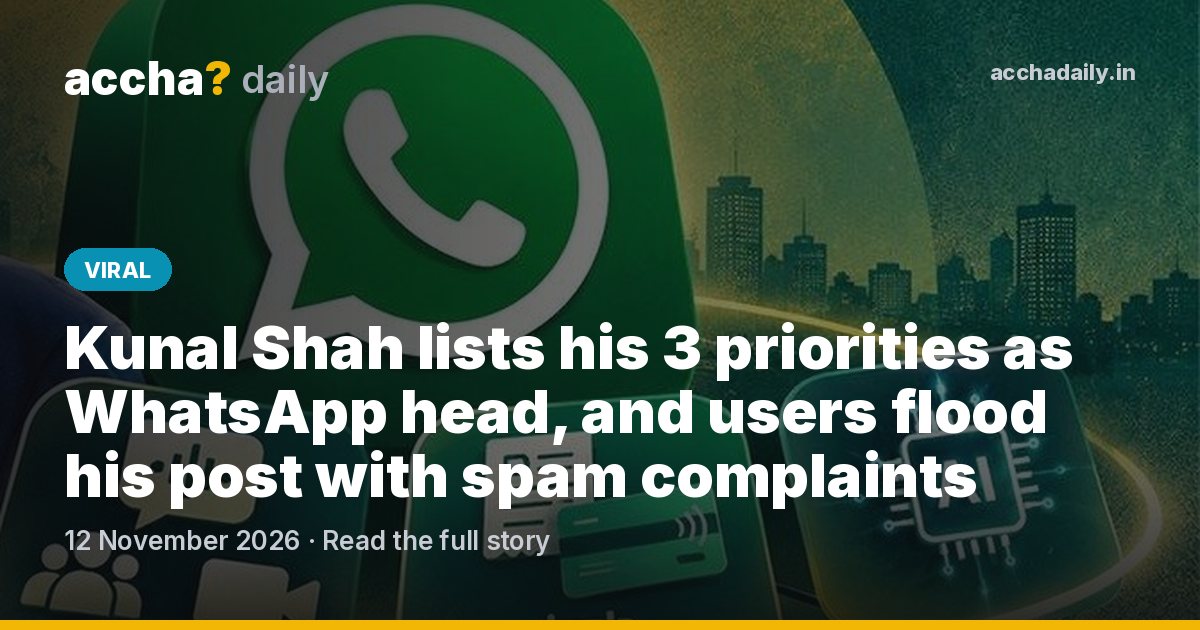 accha? daily
acchadaily.in
VIRAL
Kunal Shah lists his 3 priorities as
WhatsApp head, and users flood
his post with spam complaints
AI
12 November 2026 · Read the full story